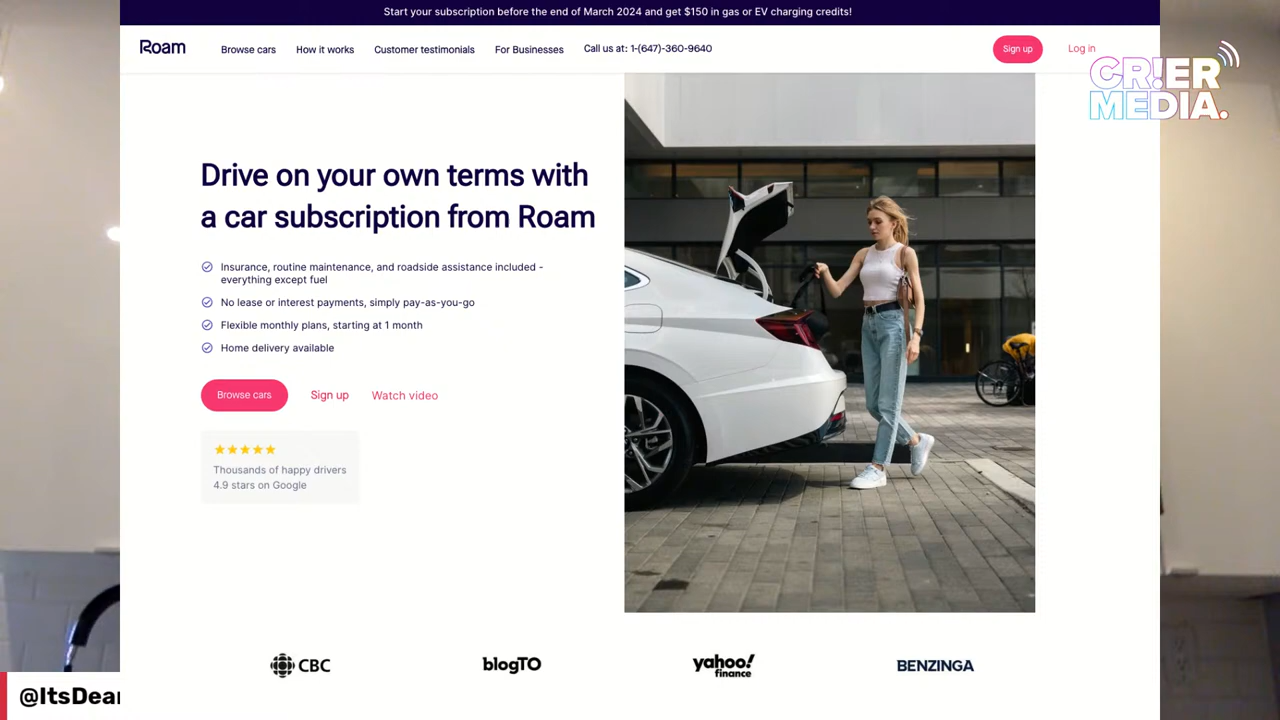 Start your subscription before the end of March 2024 and get $150 in gas or EV charging credits!
Roam
Browse cars
How it works
Customer testimonials
For Businesses
Call us at: 1-(647)-360-9640
Sign up
Log in
CR!ER
MEDIA.
Drive on your own terms with
a car subscription from Roam
Insurance, routine maintenance, and roadside assistance included -
everything except fuel
No lease or interest payments, simply pay-as-you-go
Flexible monthly plans, starting at 1 month
Home delivery available
Browse cars
Sign up
Watch video
Thousands of happy drivers
4.9 stars on Google
CBC
blogTO
yahoo!
finance
BENZINGA
@ItsDea